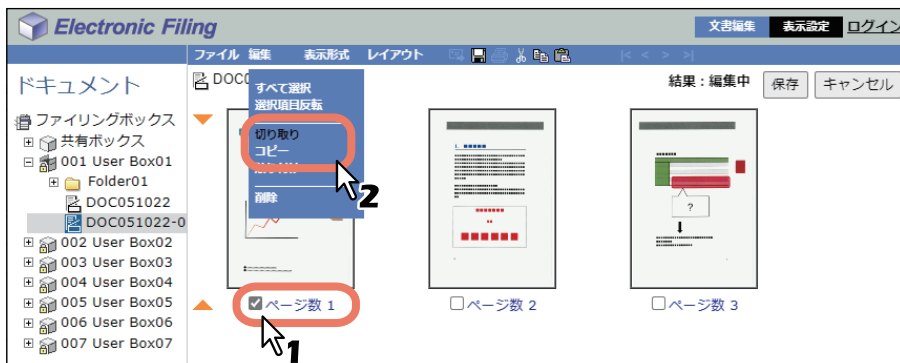 Electronic Filing
文書編集 表示設定 ログイン
ファイル 編集 表示形式 レイアウト |< < > >|
ドキュメント
DOC0
結果：編集中 保存 キャンセル
すべて選択
選択項目反転
切り取り
コピー
削除
2
ファイリングボックス
共有ボックス
001 User Box01
Folder01
DOC051022
DOC051022-0
002 User Box02
003 User Box03
004 User Box04
005 User Box05
006 User Box06
007 User Box07
?
ページ数 1
ページ数 2
ページ数 3
1